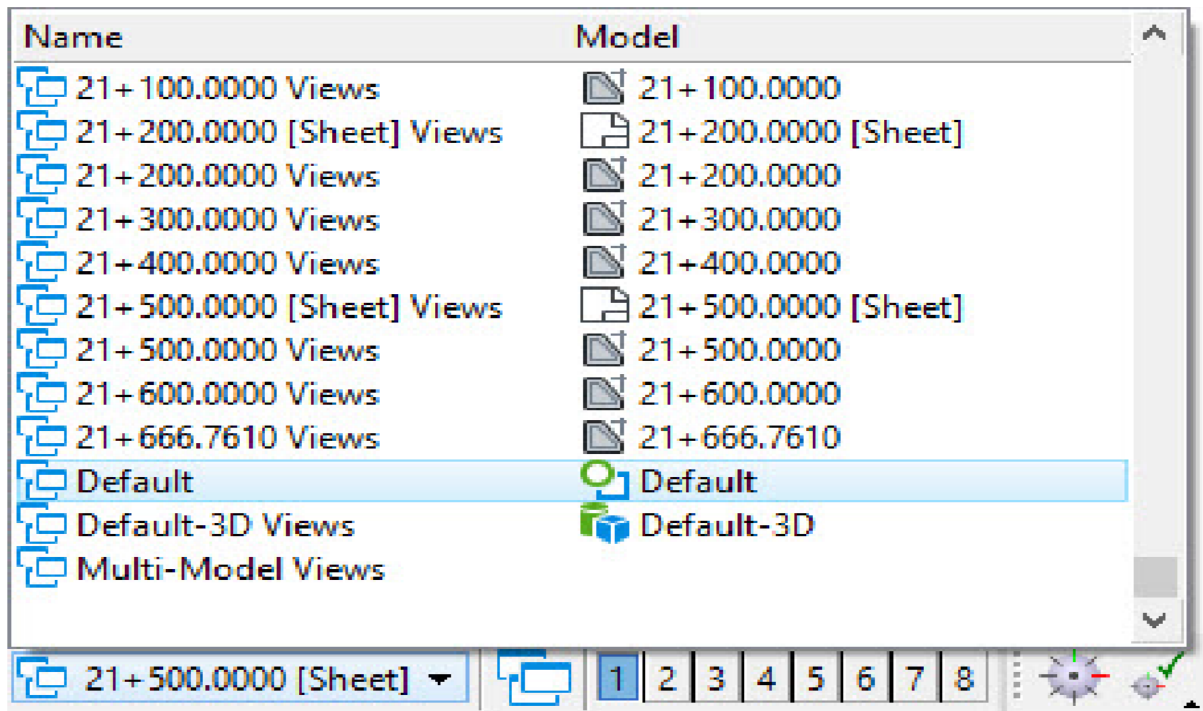 Name Model
21+100.0000 Views 21+100.0000
21+200.0000 [Sheet] Views 21+200.0000 [Sheet]
21+200.0000 Views 21+200.0000
21+300.0000 Views 21+300.0000
21+400.0000 Views 21+400.0000
21+500.0000 [Sheet] Views 21+500.0000 [Sheet]
21+500.0000 Views 21+500.0000
21+600.0000 Views 21+600.0000
21+666.7610 Views 21+666.7610
Default Default
Default-3D Views Default-3D
Multi-Model Views
21+500.0000 [Sheet] 1 2 3 4 5 6 7 8